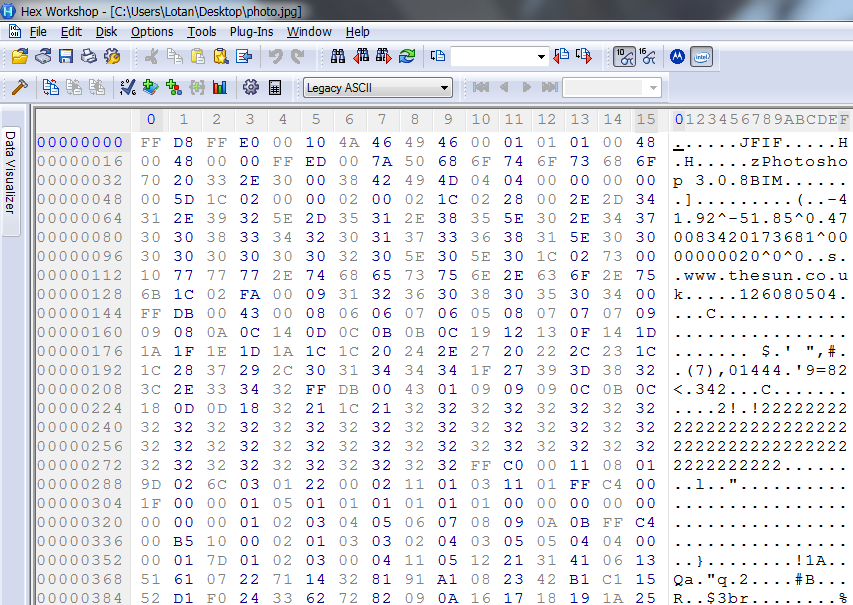 Hex Workshop - [C:\Users\Lotan\Desktop\photo.jpg]
File Edit Disk Options Tools Plug-Ins Window Help
10 16 intel
Legacy ASCII
Data Visualizer
0 1 2 3 4 5 6 7 8 9 10 11 12 13 14 15 0123456789ABCDEF
00000000 FF D8 FF E0 00 10 4A 46 49 46 00 01 01 01 00 48 ......JFIF.....H
00000016 00 48 00 00 FF ED 00 7A 50 68 6F 74 6F 73 68 6F .H.....zPhotosho
00000032 70 20 33 2E 30 00 38 42 49 4D 04 04 00 00 00 00 p 3.0.8BIM......
00000048 00 5D 1C 02 00 00 02 00 02 1C 02 28 00 2E 2D 34 .].........(..-4
00000064 31 2E 39 32 5E 2D 35 31 2E 38 35 5E 30 2E 34 37 1.92^-51.85^0.47
00000080 30 30 38 33 34 32 30 31 37 33 36 38 31 5E 30 30 0083420173681^00
00000096 30 30 30 30 30 30 32 30 5E 30 5E 30 1C 02 73 00 00000020^0^0..s.
00000112 10 77 77 77 2E 74 68 65 73 75 6E 2E 63 6F 2E 75 .www.thesun.co.u
00000128 6B 1C 02 FA 00 09 31 32 36 30 38 30 35 30 34 00 k.....126080504.
00000144 FF DB 00 43 00 08 06 06 07 06 05 08 07 07 07 09 ...C............
00000160 09 08 0A 0C 14 0D 0C 0B 0B 0C 19 12 13 0F 14 1D ................
00000176 1A 1F 1E 1D 1A 1C 1C 20 24 2E 27 20 22 2C 23 1C ....... $.' ",#.
00000192 1C 28 37 29 2C 30 31 34 34 34 1F 27 39 3D 38 32 .(7),01444.'9=82
00000208 3C 2E 33 34 32 FF DB 00 43 01 09 09 09 0C 0B 0C <.342...C.......
00000224 18 0D 0D 18 32 21 1C 21 32 32 32 32 32 32 32 32 ....2!.!22222222
00000240 32 32 32 32 32 32 32 32 32 32 32 32 32 32 32 32 2222222222222222
00000256 32 32 32 32 32 32 32 32 32 32 32 32 32 32 32 32 2222222222222222
00000272 32 32 32 32 32 32 32 32 32 32 FF C0 00 11 08 01 2222222222......
00000288 9D 02 6C 03 01 22 00 02 11 01 03 11 01 FF C4 00 ..l.."..........
00000304 1F 00 00 01 05 01 01 01 01 01 01 00 00 00 00 00 ................
00000320 00 00 00 01 02 03 04 05 06 07 08 09 0A 0B FF C4 ................
00000336 00 B5 10 00 02 01 03 03 02 04 03 05 05 04 04 00 ................
00000352 00 01 7D 01 02 03 00 04 11 05 12 21 31 41 06 13 ..}........!1A..
00000368 51 61 07 22 71 14 32 81 91 A1 08 23 42 B1 C1 15 Qa."q.2....#B...
00000384 52 D1 F0 24 33 62 72 82 09 0A 16 17 18 19 1A 25 R..$3br........%